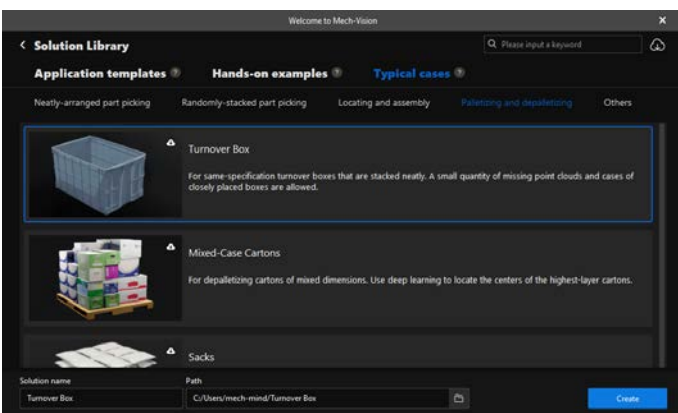 Welcome to Mech-Vision
Solution Library
Please input a keyword
Application templates ?
Hands-on examples ?
Typical cases ?
Neatly-arranged part picking
Randomly-stacked part picking
Locating and assembly
Palletizing and depalletizing
Others
Turnover Box
For same-specification turnover boxes that are stacked neatly. A small quantity of missing point clouds and cases of
closely placed boxes are allowed.
Mixed-Case Cartons
For depalletizing cartons of mixed dimensions. Use deep learning to locate the centers of the highest-layer cartons.
Sacks
Solution name
Path
Turnover Box
C:/Users/mech-mind/Turnover Box
Create